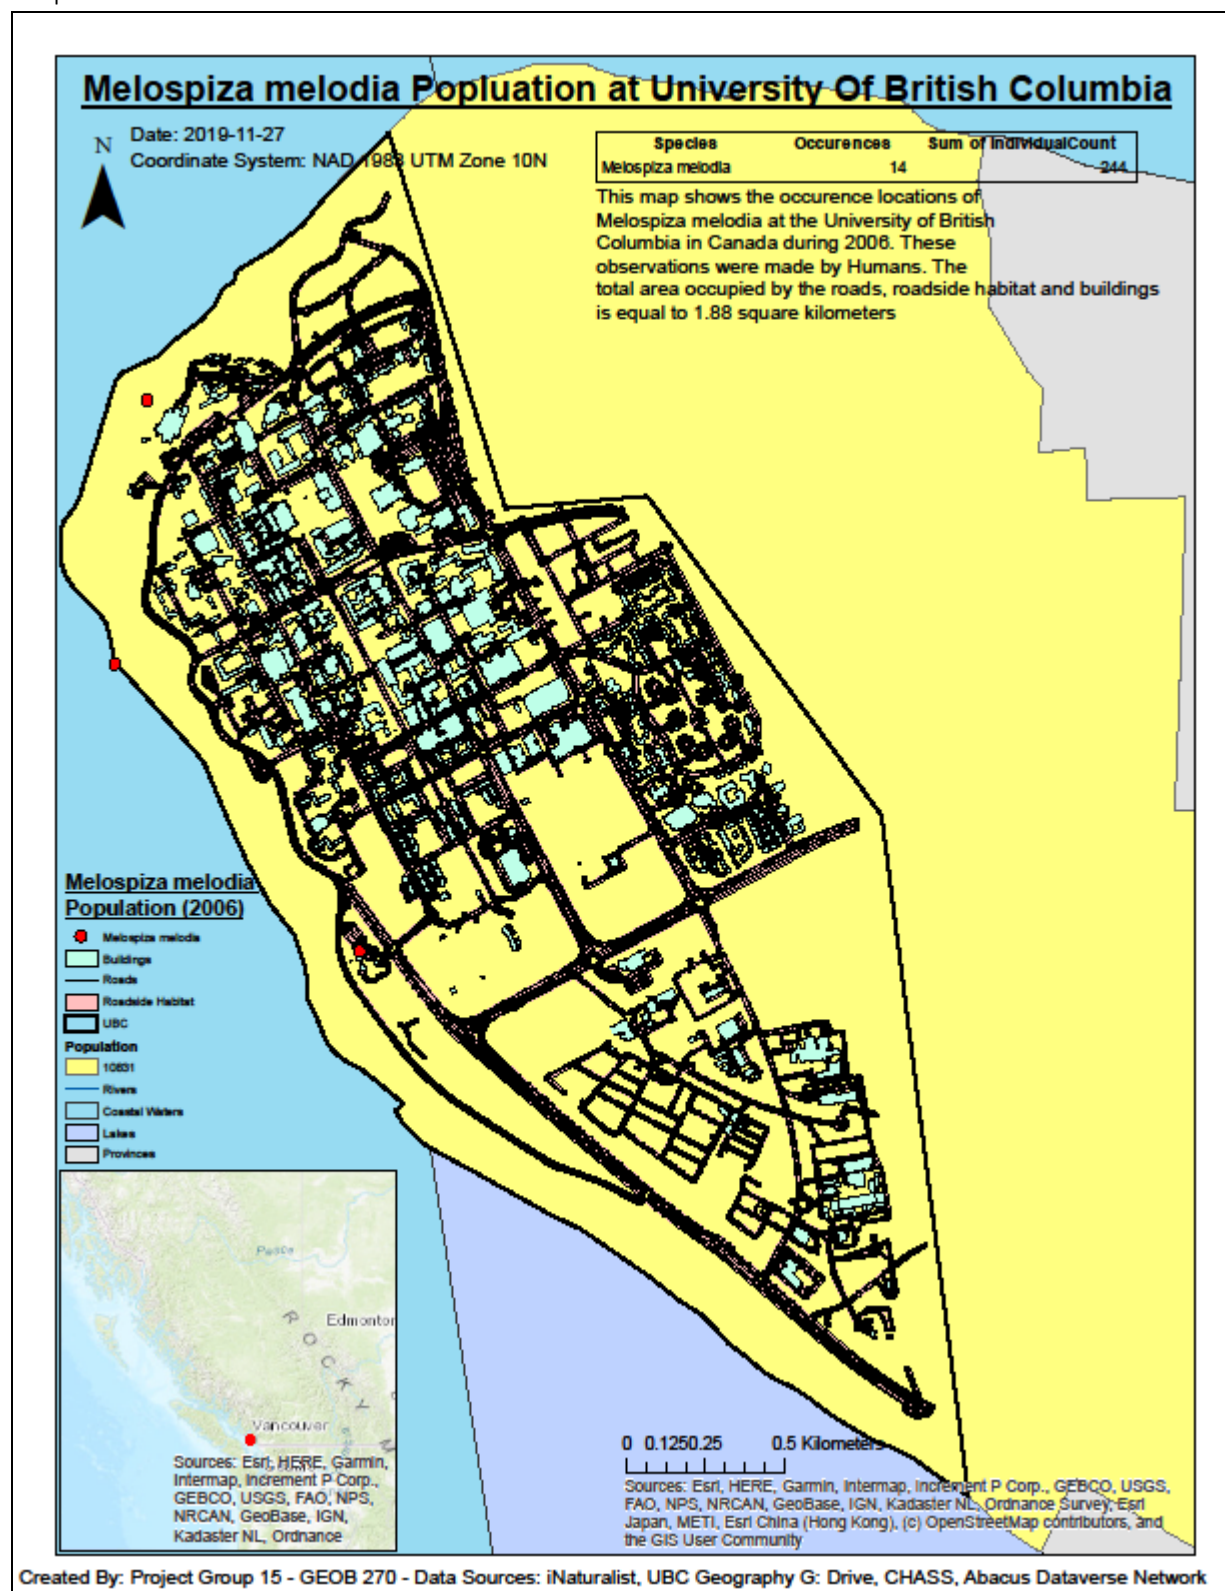 Melospiza melodia Popluation at University Of British Columbia
N
Date: 2019-11-27
Coordinate System: NAD 1983 UTM Zone 10N
Species Occurences Sum of IndividualCount
Melospiza melodia 14 244
This map shows the occurence locations of
Melospiza melodia at the University of British
Columbia in Canada during 2006. These
observations were made by Humans. The
total area occupied by the roads, roadside habitat and buildings
is equal to 1.88 square kilometers
Melospiza melodia
Population (2006)
Melospiza melodia
Buildings
Roads
Roadside Habitat
UBC
Population
10631
Rivers
Coastal Waters
Lakes
Provinces
Peace
Edmonton
ROCKY M
Vancouver
Sources: Esri, HERE, Garmin,
Intermap, Increment P Corp.,
GEBCO, USGS, FAO, NPS,
NRCAN, GeoBase, IGN,
Kadaster NL, Ordnance
0 0.125 0.25 0.5 Kilometers
Sources: Esri, HERE, Garmin, Intermap, Increment P Corp., GEBCO, USGS,
FAO, NPS, NRCAN, GeoBase, IGN, Kadaster NL, Ordnance Survey, Esri
Japan, METI, Esri China (Hong Kong), (c) OpenStreetMap contributors, and
the GIS User Community
Created By: Project Group 15 - GEOB 270 - Data Sources: iNaturalist, UBC Geography G: Drive, CHASS, Abacus Dataverse Network